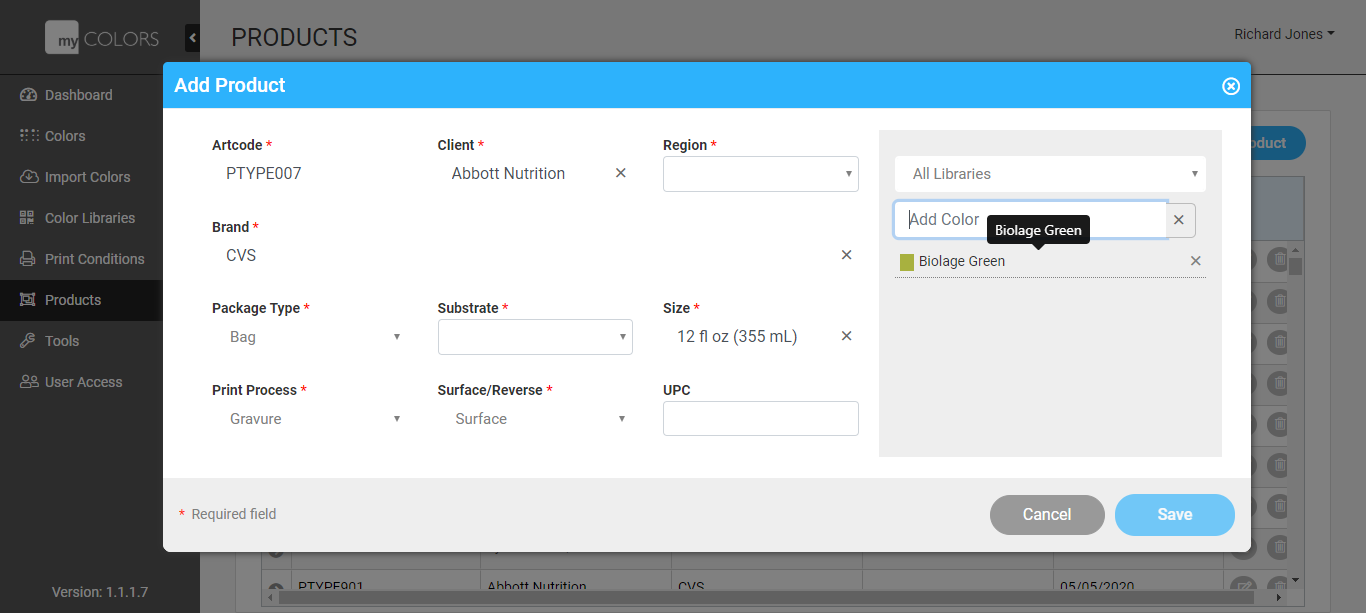 my COLORS
PRODUCTS
Richard Jones
Dashboard
Colors
Import Colors
Color Libraries
Print Conditions
Products
Tools
User Access
Version: 1.1.1.7
Add Product
Artcode *
PTYPE007
Client *
Abbott Nutrition
Region *
Brand *
CVS
Package Type *
Bag
Substrate *
Size *
12 fl oz (355 mL)
Print Process *
Gravure
Surface/Reverse *
Surface
UPC
All Libraries
Add Color
Biolage Green
Biolage Green
* Required field
Cancel
Save
oduct
PTYPE901 Abbott Nutrition CVS 05/05/2020